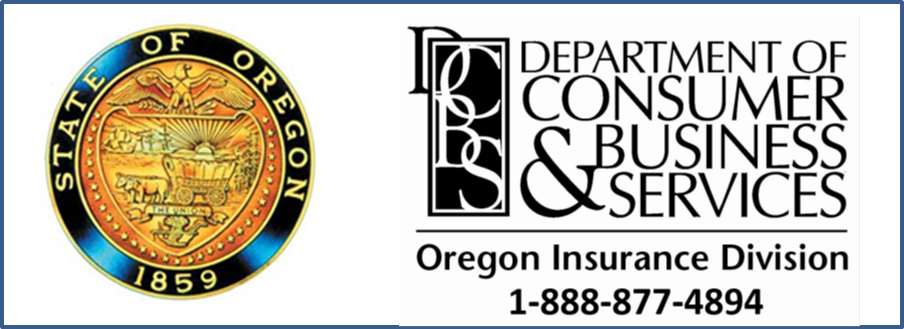 STATE OF OREGON
THE UNION
1859
DCBS
DEPARTMENT OF
CONSUMER
& BUSINESS
SERVICES
Oregon Insurance Division
1-888-877-4894